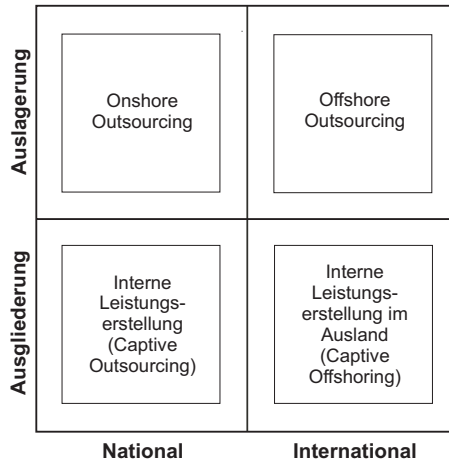 Auslagerung
Onshore
Outsourcing
Offshore
Outsourcing
Ausgliederung
Interne
Leistungs-
erstellung
(Captive
Outsourcing)
Interne
Leistungs-
erstellung im
Ausland
(Captive
Offshoring)
National
International